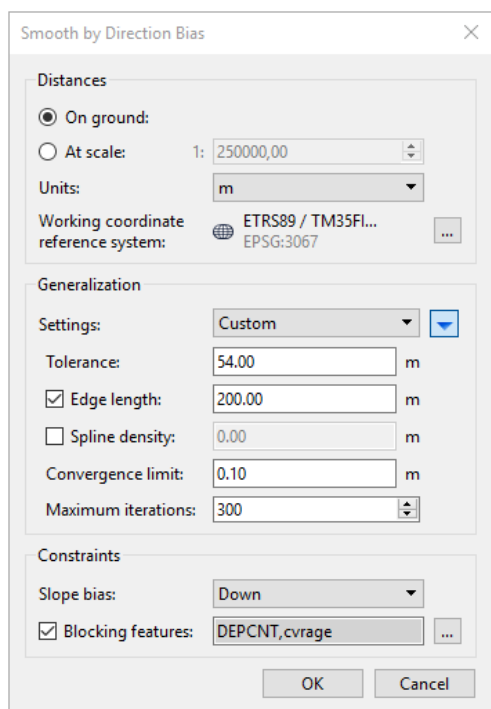 Smooth by Direction Bias
Distances
On ground:
At scale: 1: 250000,00
Units: m
Working coordinate reference system: ETRS89 / TM35FI...
EPSG:3067
...
Generalization
Settings: Custom
Tolerance: 54.00 m
Edge length: 200.00 m
Spline density: 0.00 m
Convergence limit: 0.10 m
Maximum iterations: 300
Constraints
Slope bias: Down
Blocking features: DEPCNT,cvrage ...
OK Cancel